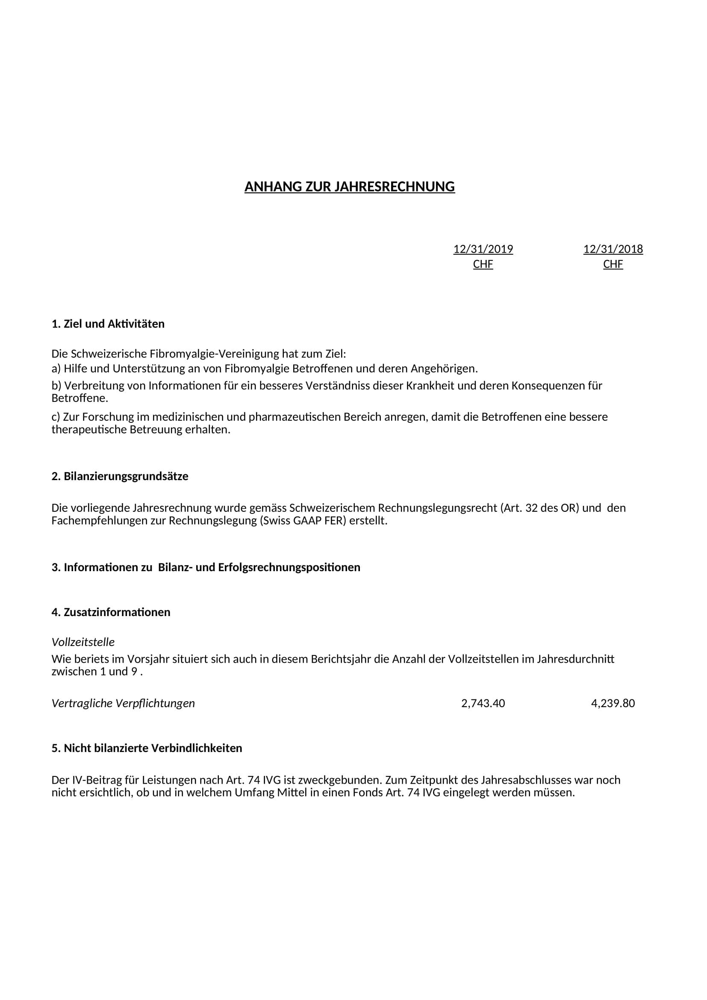 ANHANG ZUR JAHRESRECHNUNG
12/31/2019 12/31/2018
CHF CHF
1. Ziel und Aktivitäten
Die Schweizerische Fibromyalgie-Vereinigung hat zum Ziel:
a) Hilfe und Unterstützung an von Fibromyalgie Betroffenen und deren Angehörigen.
b) Verbreitung von Informationen für ein besseres Verständniss dieser Krankheit und deren Konsequenzen für
Betroffene.
c) Zur Forschung im medizinischen und pharmazeutischen Bereich anregen, damit die Betroffenen eine bessere
therapeutische Betreuung erhalten.
2. Bilanzierungsgrundsätze
Die vorliegende Jahresrechnung wurde gemäss Schweizerischem Rechnungslegungsrecht (Art. 32 des OR) und  den
Fachempfehlungen zur Rechnungslegung (Swiss GAAP FER) erstellt.
3. Informationen zu  Bilanz- und Erfolgsrechnungspositionen
4. Zusatzinformationen
Vollzeitstelle
Wie beriets im Vorsjahr situiert sich auch in diesem Berichtsjahr die Anzahl der Vollzeitstellen im Jahresdurchnitt
zwischen 1 und 9 .
Vertragliche Verpflichtungen 2,743.40 4,239.80
5. Nicht bilanzierte Verbindlichkeiten
Der IV-Beitrag für Leistungen nach Art. 74 IVG ist zweckgebunden. Zum Zeitpunkt des Jahresabschlusses war noch
nicht ersichtlich, ob und in welchem Umfang Mittel in einen Fonds Art. 74 IVG eingelegt werden müssen.